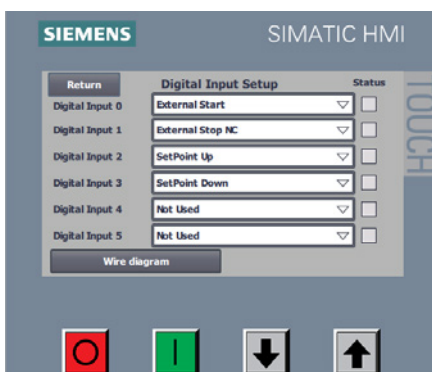 SIEMENS SIMATIC HMI
TOUCH
Return Digital Input Setup Status
Digital Input 0 External Start
Digital Input 1 External Stop NC
Digital Input 2 SetPoint Up
Digital Input 3 SetPoint Down
Digital Input 4 Not Used
Digital Input 5 Not Used
Wire diagram